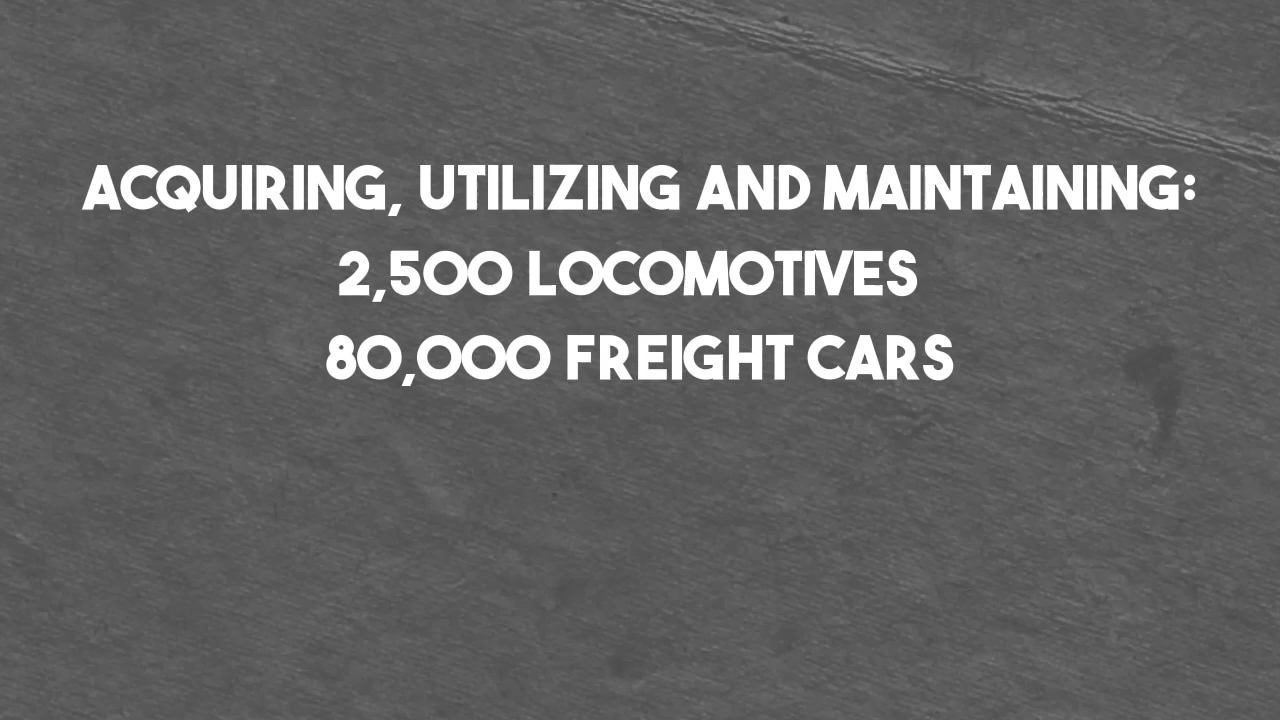 ACQUIRING, UTILIZING AND MAINTAINING:
2,500 LOCOMOTIVES
80,000 FREIGHT CARS